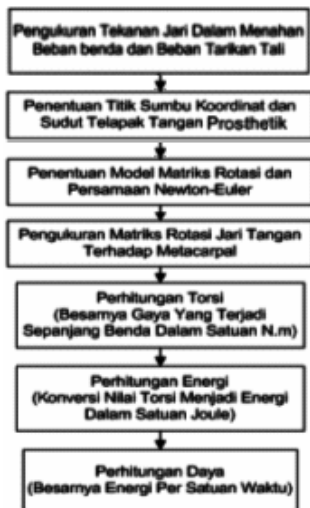 Pengukuran Tekanan Jari Dalam Menahan
Beban benda dan Beban Tarikan Tali
Penentuan Titik Sumbu Koordinat dan
Sudut Telapak Tangan Prosthetik
Penentuan Model Matriks Rotasi dan
Persamaan Newton-Euler
Pengukuran Matriks Rotasi Jari Tangan
Terhadap Metacarpal
Perhitungan Torsi
(Besarnya Gaya Yang Terjadi
Sepanjang Benda Dalam Satuan N.m)
Perhitungan Energi
(Konversi Nilai Torsi Menjadi Energi
Dalam Satuan Joule)
Perhitungan Daya
(Besarnya Energi Per Satuan Waktu)